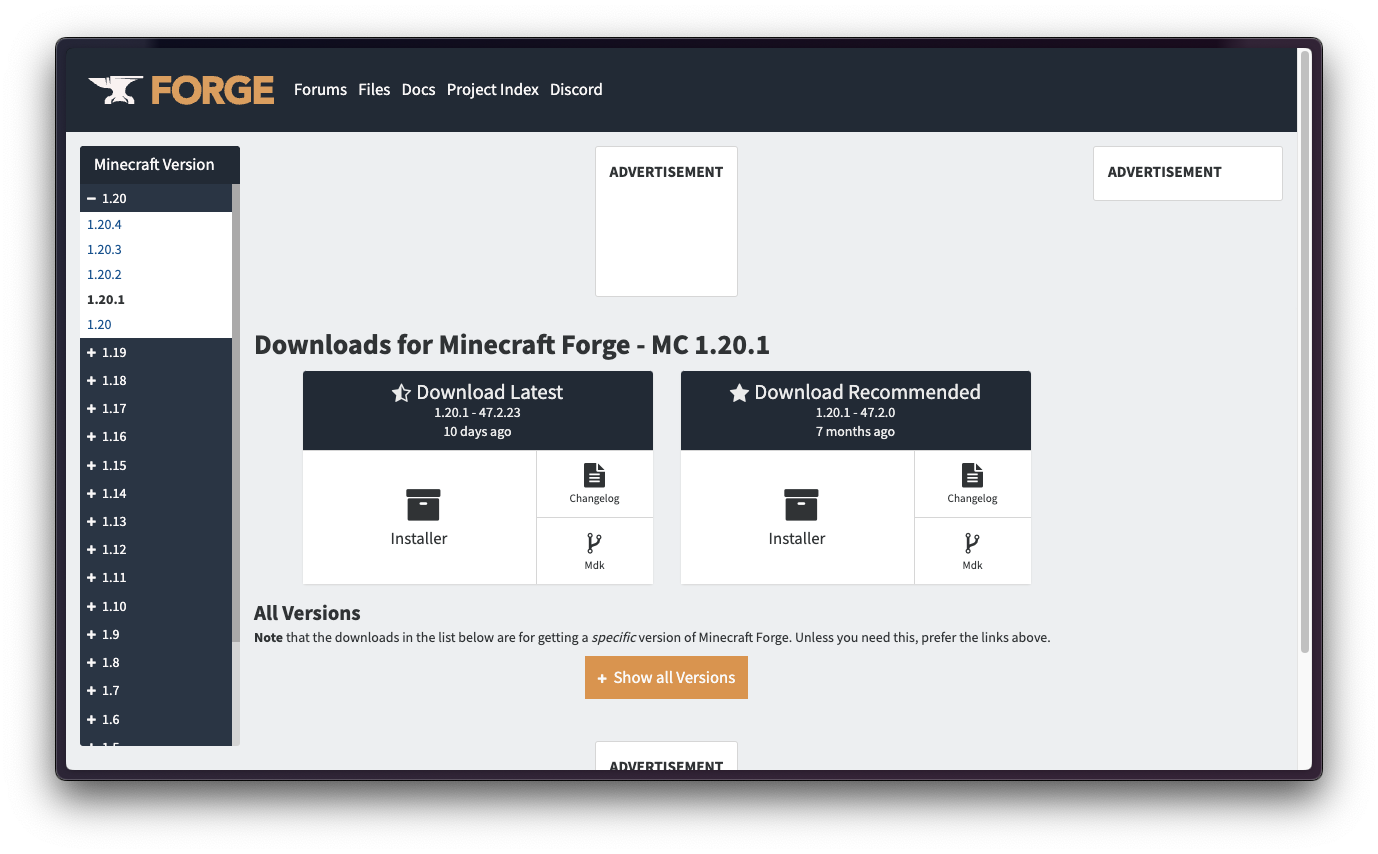 FORGE
Forums Files Docs Project Index Discord
Minecraft Version
1.20
1.20.4
1.20.3
1.20.2
1.20.1
1.20
1.19
1.18
1.17
1.16
1.15
1.14
1.13
1.12
1.11
1.10
1.9
1.8
1.7
1.6
1.5
ADVERTISEMENT
ADVERTISEMENT
Downloads for Minecraft Forge - MC 1.20.1
Download Latest
1.20.1 - 47.2.23
10 days ago
Installer
Changelog
Mdk
Download Recommended
1.20.1 - 47.2.0
7 months ago
Installer
Changelog
Mdk
All Versions
Note that the downloads in the list below are for getting a specific version of Minecraft Forge. Unless you need this, prefer the links above.
+ Show all Versions
ADVERTISEMENT